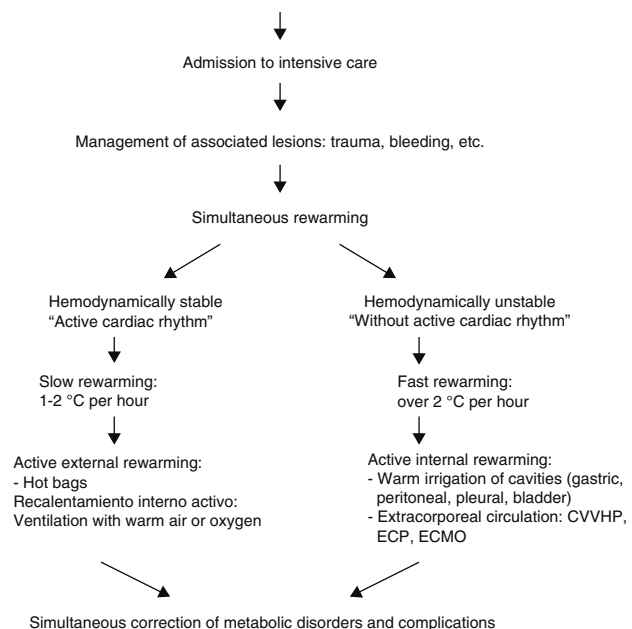 Admission to intensive care
Management of associated lesions: trauma, bleeding, etc.
Simultaneous rewarming
Hemodynamically stable
“Active cardiac rhythm”
Slow rewarming:
1-2 °C per hour
Active external rewarming:
- Hot bags
Recalentamiento interno activo:
Ventilation with warm air or oxygen
Hemodynamically unstable
“Without active cardiac rhythm”
Fast rewarming:
over 2 °C per hour
Active internal rewarming:
- Warm irrigation of cavities (gastric,
peritoneal, pleural, bladder)
- Extracorporeal circulation: CVVHP,
ECP, ECMO
Simultaneous correction of metabolic disorders and complications